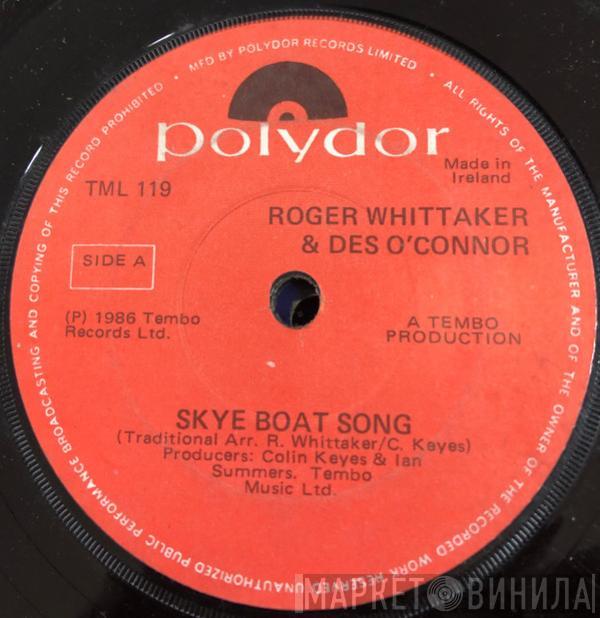 MFD BY POLYDOR RECORDS LIMITED • ALL RIGHTS OF THE MANUFACTURER AND OF THE OWNER OF THE RECORDED WORK RESERVED UNAUTHORIZED PUBLIC PERFORMANCE BROADCASTING AND COPYING OF THIS RECORD PROHIBITED •
polydor
Made in
Ireland
TML 119
ROGER WHITTAKER
& DES O'CONNOR
SIDE A
(P) 1986 Tembo
Records Ltd.
A TEMBO
PRODUCTION
SKYE BOAT SONG
(Traditional Arr. R. Whittaker/C. Keyes)
Producers: Colin Keyes & Ian
Summers. Tembo
Music Ltd.
МАРКЕТ ВИНИЛА